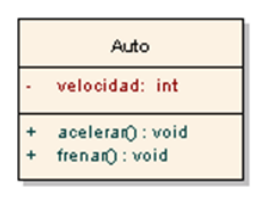 Auto
- velocidad: int
+ acelerar() : void
+ frenar() : void